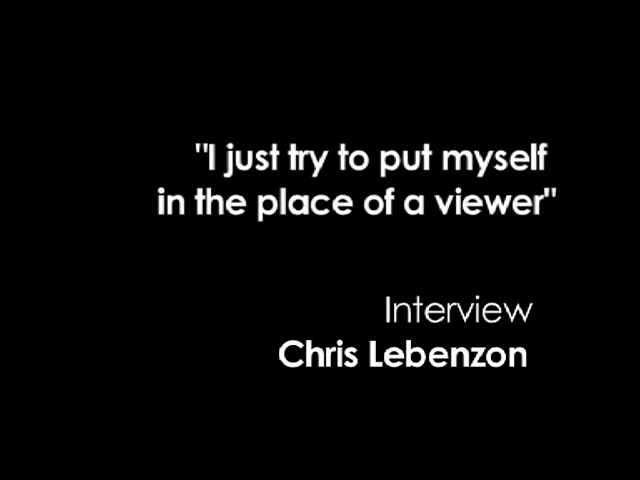 "I just try to put myself
in the place of a viewer"
Interview
Chris Lebenzon